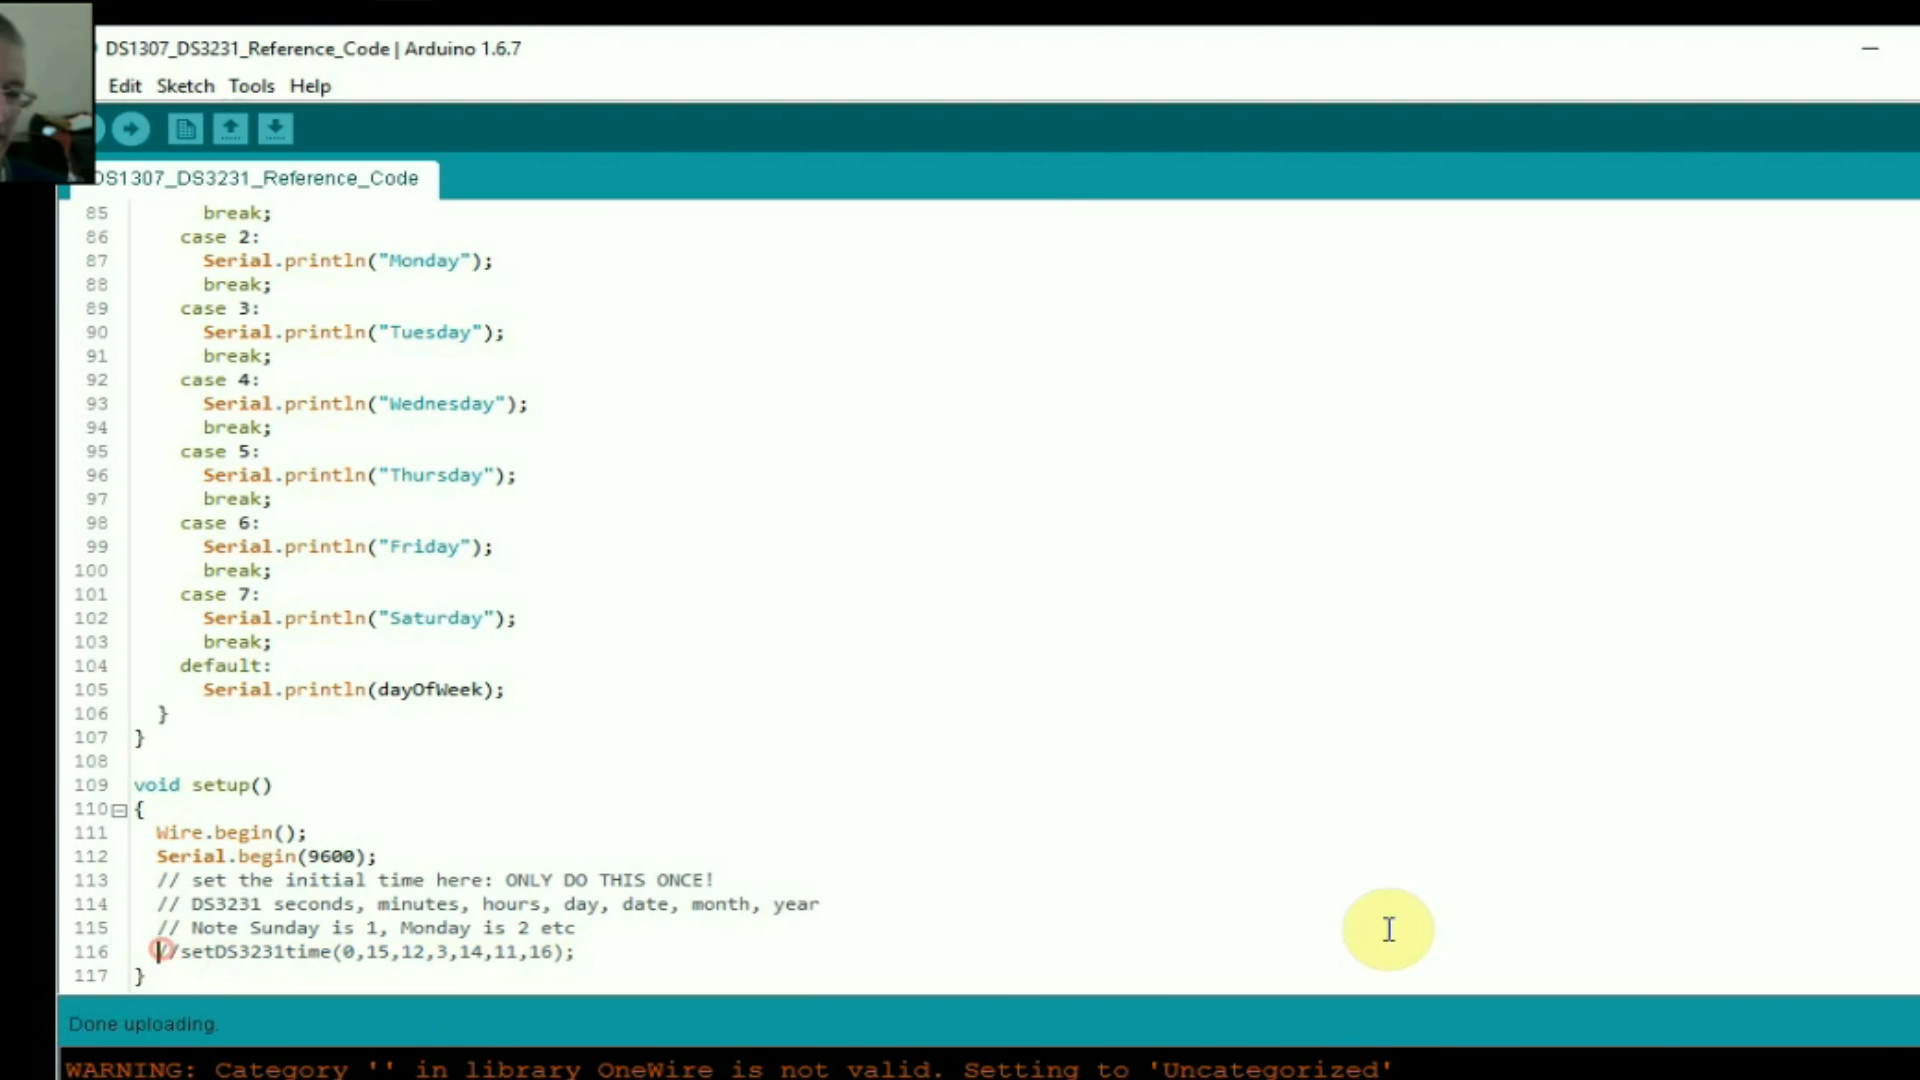 DS1307_DS3231_Reference_Code | Arduino 1.6.7
Edit Sketch Tools Help
DS1307_DS3231_Reference_Code
85 break;
86 case 2:
87 Serial.println("Monday");
88 break;
89 case 3:
90 Serial.println("Tuesday");
91 break;
92 case 4:
93 Serial.println("Wednesday");
94 break;
95 case 5:
96 Serial.println("Thursday");
97 break;
98 case 6:
99 Serial.println("Friday");
100 break;
101 case 7:
102 Serial.println("Saturday");
103 break;
104 default:
105 Serial.println(dayOfWeek);
106 }
107 }
108
109 void setup()
110 {
111 Wire.begin();
112 Serial.begin(9600);
113 // set the initial time here: ONLY DO THIS ONCE!
114 // DS3231 seconds, minutes, hours, day, date, month, year
115 // Note Sunday is 1, Monday is 2 etc
116 //setDS3231time(0,15,12,3,14,11,16);
117 }
Done uploading.
WARNING: Category '' in library OneWire is not valid. Setting to 'Uncategorized'